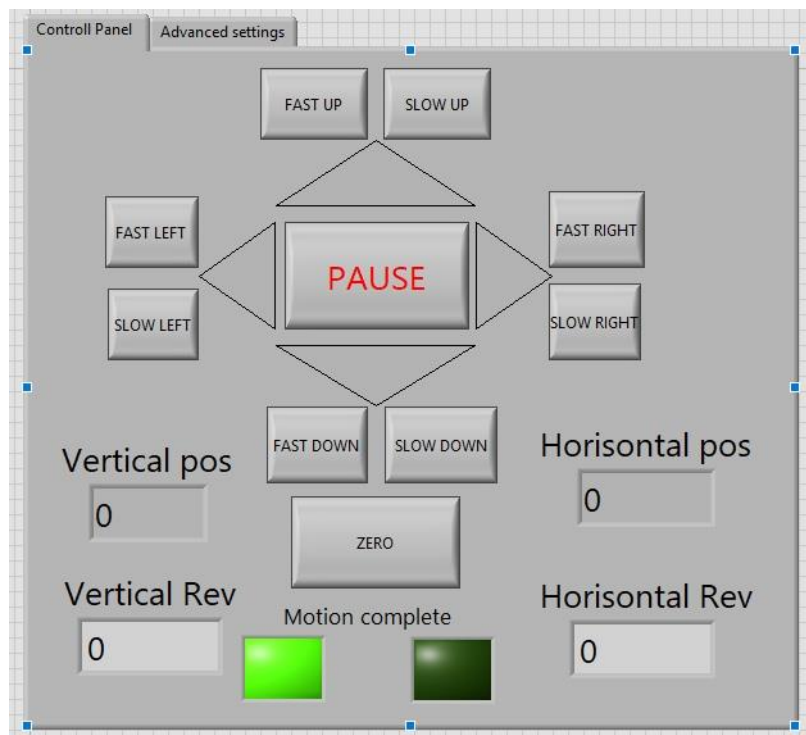 Controll Panel
Advanced settings
FAST UP
SLOW UP
FAST LEFT
SLOW LEFT
PAUSE
FAST RIGHT
SLOW RIGHT
FAST DOWN
SLOW DOWN
Vertical pos
0
Horisontal pos
0
ZERO
Vertical Rev
0
Motion complete
Horisontal Rev
0